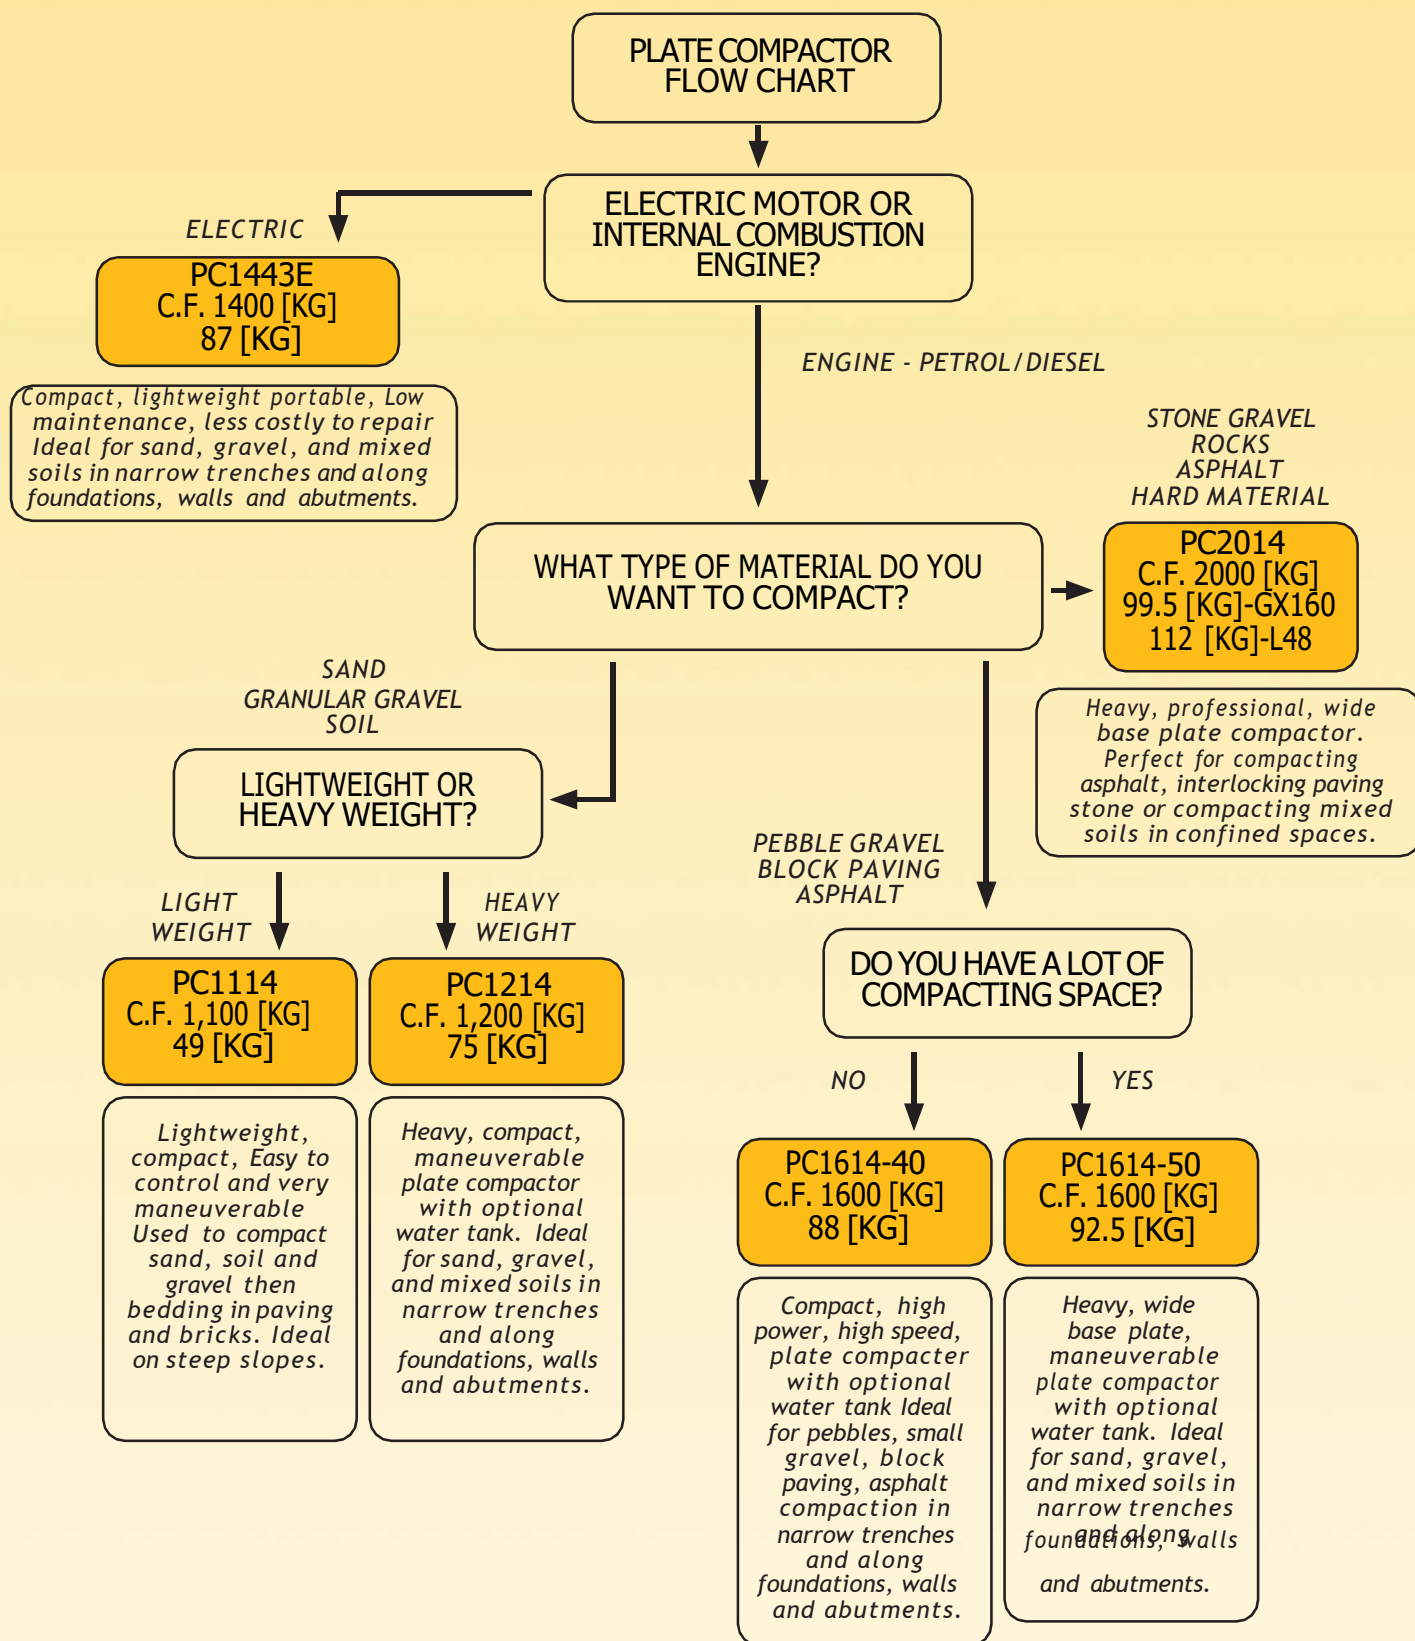 PLATE COMPACTOR
FLOW CHART
ELECTRIC MOTOR OR
INTERNAL COMBUSTION
ENGINE?
ELECTRIC
PC1443E
C.F. 1400 [KG]
87 [KG]
Compact, lightweight portable, Low
maintenance, less costly to repair
Ideal for sand, gravel, and mixed
soils in narrow trenches and along
foundations, walls and abutments.
ENGINE - PETROL/DIESEL
STONE GRAVEL
ROCKS
ASPHALT
HARD MATERIAL
WHAT TYPE OF MATERIAL DO YOU
WANT TO COMPACT?
PC2014
C.F. 2000 [KG]
99.5 [KG]-GX160
112 [KG]-L48
Heavy, professional, wide
base plate compactor.
Perfect for compacting
asphalt, interlocking paving
stone or compacting mixed
soils in confined spaces.
SAND
GRANULAR GRAVEL
SOIL
LIGHTWEIGHT OR
HEAVY WEIGHT?
PEBBLE GRAVEL
BLOCK PAVING
ASPHALT
LIGHT
WEIGHT
HEAVY
WEIGHT
PC1114
C.F. 1,100 [KG]
49 [KG]
PC1214
C.F. 1,200 [KG]
75 [KG]
DO YOU HAVE A LOT OF
COMPACTING SPACE?
NO
YES
Lightweight,
compact, Easy to
control and very
maneuverable
Used to compact
sand, soil and
gravel then
bedding in paving
and bricks. Ideal
on steep slopes.
Heavy, compact,
maneuverable
plate compactor
with optional
water tank. Ideal
for sand, gravel,
and mixed soils in
narrow trenches
and along
foundations, walls
and abutments.
PC1614-40
C.F. 1600 [KG]
88 [KG]
PC1614-50
C.F. 1600 [KG]
92.5 [KG]
Compact, high
power, high speed,
plate compacter
with optional
water tank Ideal
for pebbles, small
gravel, block
paving, asphalt
compaction in
narrow trenches
and along
foundations, walls
and abutments.
Heavy, wide
base plate,
maneuverable
plate compactor
with optional
water tank. Ideal
for sand, gravel,
and mixed soils in
narrow trenches
and along
foundations, walls
and abutments.